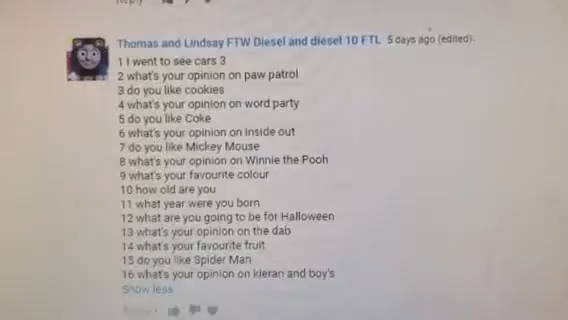 Reply
Thomas and Lindsay FTW Diesel and diesel 10 FTL 5 days ago (edited)
1 I went to see cars 3
2 what's your opinion on paw patrol
3 do you like cookies
4 what's your opinion on word party
5 do you like Coke
6 what's your opinion on inside out
7 do you like Mickey Mouse
8 what's your opinion on Winnie the Pooh
9 what's your favourite colour
10 how old are you
11 what year were you born
12 what are you going to be for Halloween
13 what's your opinion on the dab
14 what's your favourite fruit
15 do you like Spider Man
16 what's your opinion on kieran and boy's
Show less
Reply